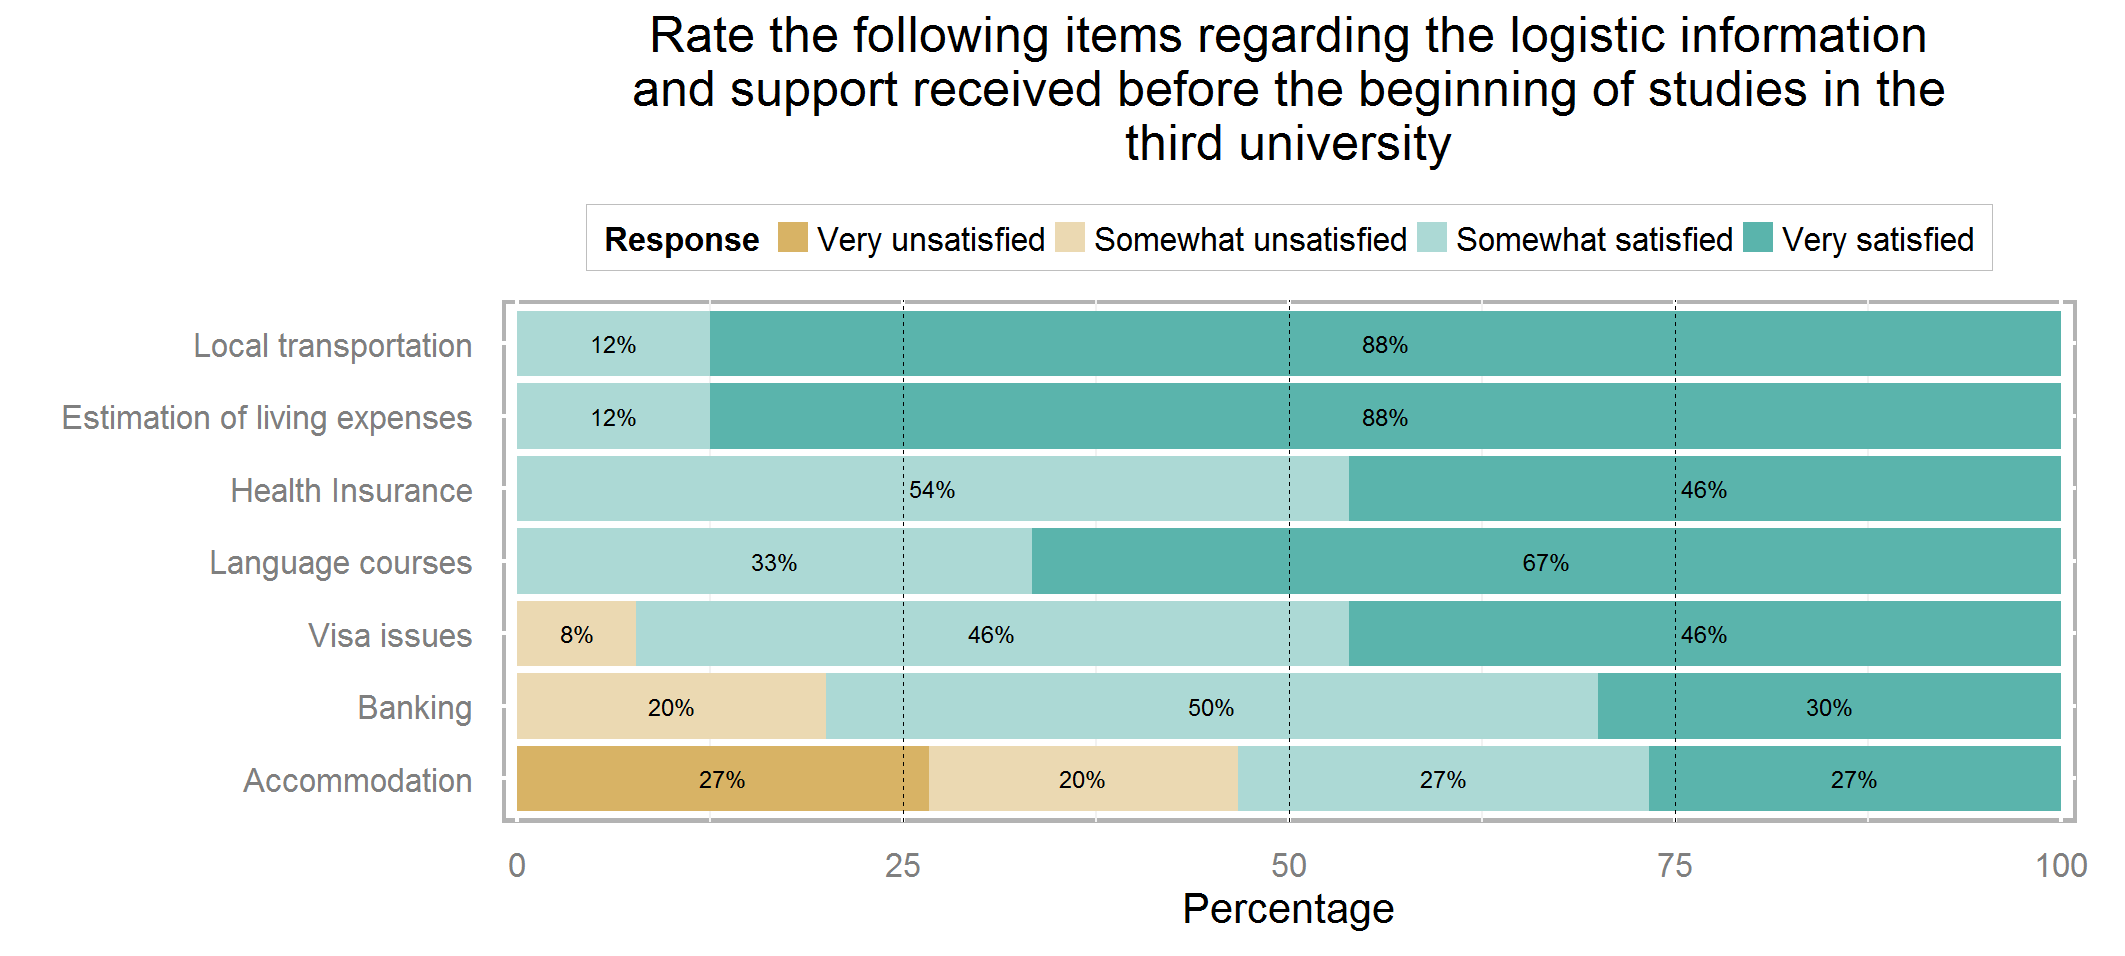 Rate the following items regarding the logistic information
and support received before the beginning of studies in the
third university
Response Very unsatisfied Somewhat unsatisfied Somewhat satisfied Very satisfied
Local transportation 12% 88%
Estimation of living expenses 12% 88%
Health Insurance 54% 46%
Language courses 33% 67%
Visa issues 8% 46% 46%
Banking 20% 50% 30%
Accommodation 27% 20% 27% 27%
0 25 50 75 100
Percentage